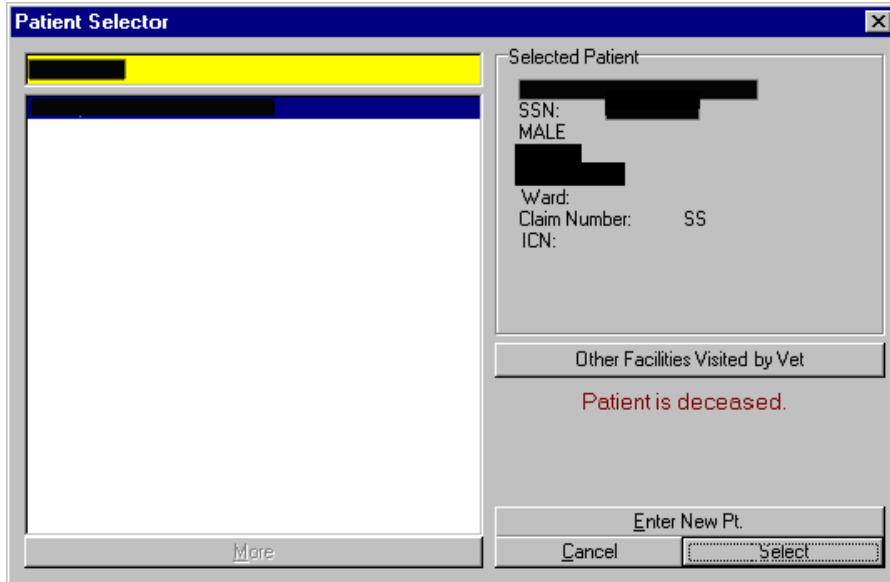 Patient Selector
Selected Patient
SSN:
MALE
Ward:
Claim Number: SS
ICN:
Other Facilities Visited by Vet
Patient is deceased.
Enter New Pt.
More
Cancel
Select